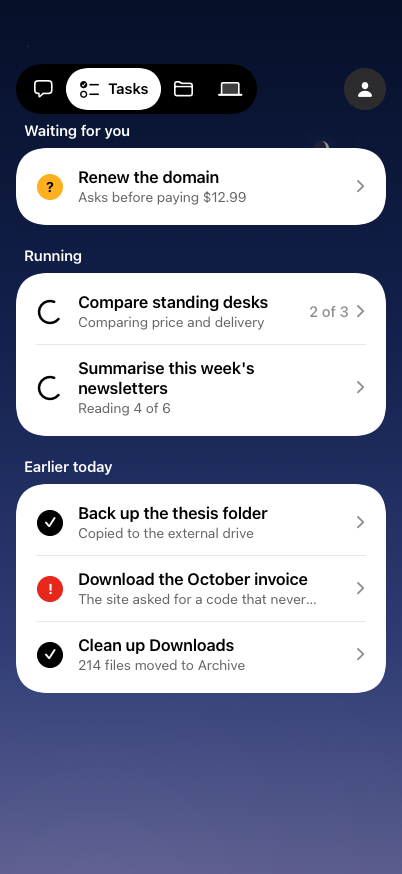 Tasks
Waiting for you
?
Renew the domain
Asks before paying $12.99
Running
Compare standing desks
Comparing price and delivery
2 of 3
Summarise this week's
newsletters
Reading 4 of 6
Earlier today
Back up the thesis folder
Copied to the external drive
!
Download the October invoice
The site asked for a code that never...
Clean up Downloads
214 files moved to Archive